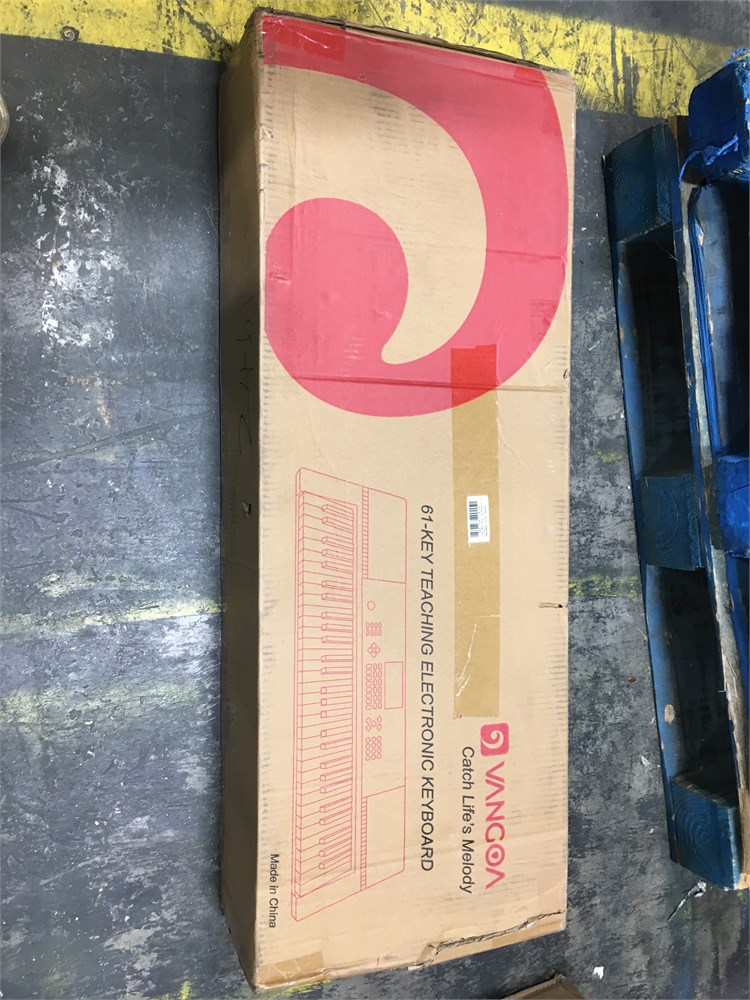 VANGOA
Catch Life's Melody
61-KEY TEACHING ELECTRONIC KEYBOARD
Made in China